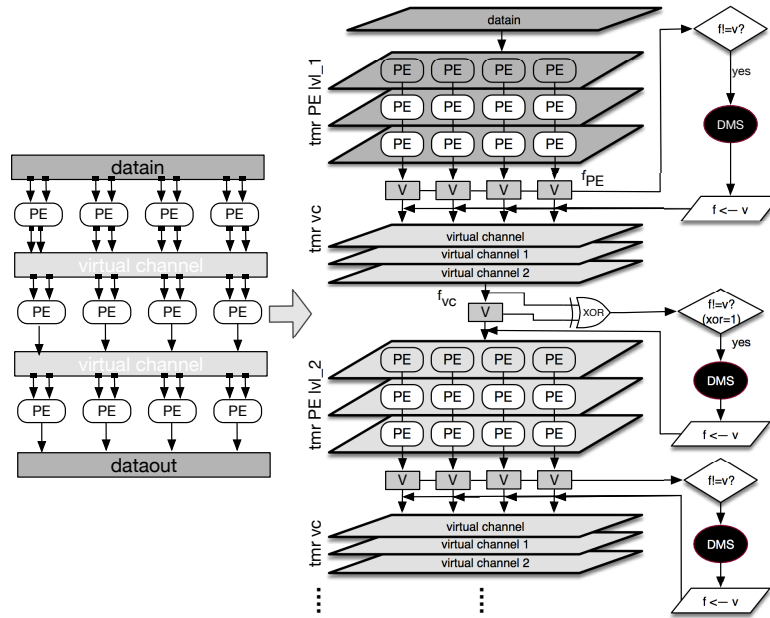 datain
PE PE PE PE
virtual channel
PE PE PE PE
virtual channel
PE PE PE PE
dataout
datain
tmr PE lvl_1
PE PE PE PE
PE PE PE PE
PE PE PE PE
V V V V
fPE
f!=v?
yes
DMS
f <— v
tmr vc
virtual channel
virtual channel 1
virtual channel 2
fvc
V
XOR
f!=v?
(xor=1)
yes
DMS
f <— v
tmr PE lvl_2
PE PE PE PE
PE PE PE PE
PE PE PE PE
V V V V
f!=v?
DMS
f <— v
tmr vc
virtual channel
virtual channel 1
virtual channel 2